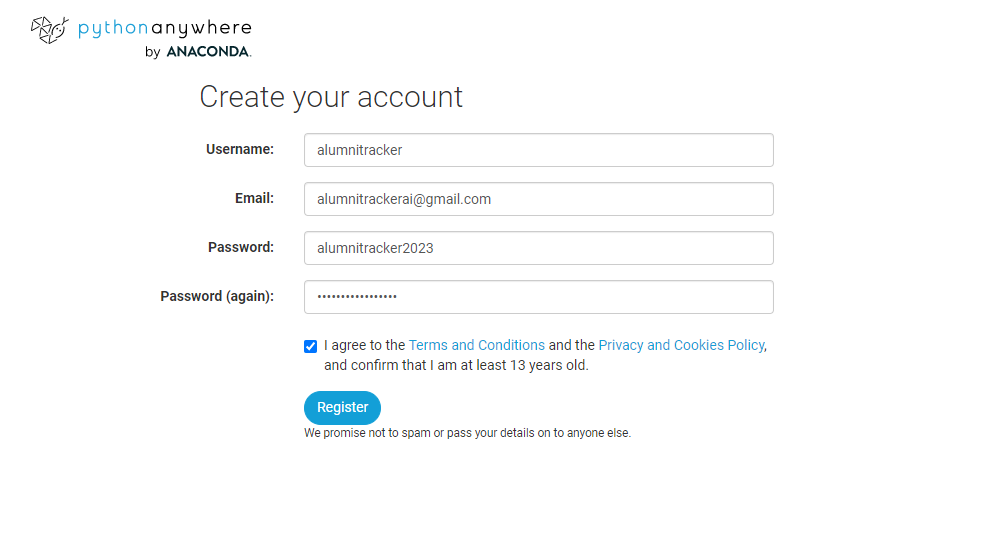 pythonanywhere
by ANACONDA.
Create your account
Username: alumnitracker
Email: alumnitrackerai@gmail.com
Password: alumnitracker2023
Password (again): •••••••••••••••••
I agree to the Terms and Conditions and the Privacy and Cookies Policy,
and confirm that I am at least 13 years old.
Register
We promise not to spam or pass your details on to anyone else.